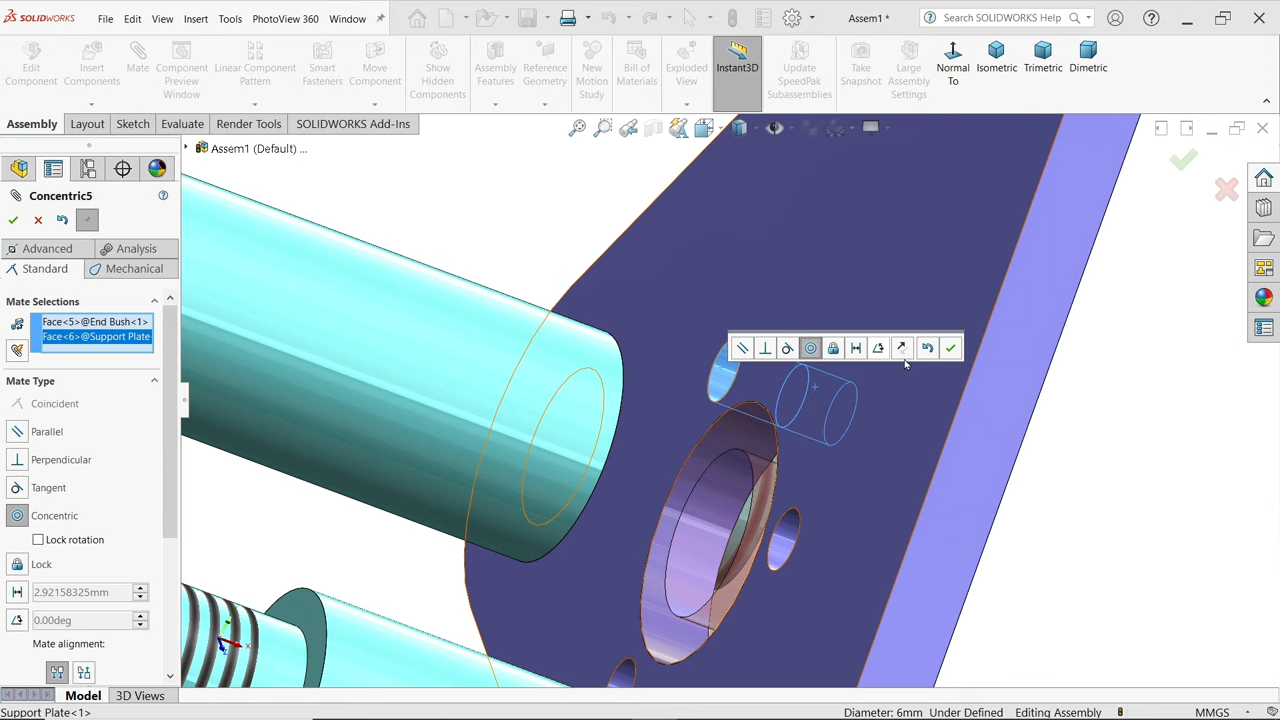 SOLIDWORKS
File Edit View Insert Tools PhotoView 360 Window
Assem1 *
Search SOLIDWORKS Help
Edit Component
Insert Components
Mate
Component Preview Window
Linear Component Pattern
Smart Fasteners
Move Component
Show Hidden Components
Assembly Features
Reference Geometry
New Motion Study
Bill of Materials
Exploded View
Instant3D
Update SpeedPak Subassemblies
Take Snapshot
Large Assembly Settings
Normal To
Isometric
Trimetric
Dimetric
Assembly Layout Sketch Evaluate Render Tools SOLIDWORKS Add-Ins
Assem1 (Default) ...
Concentric5
Advanced Analysis
Standard Mechanical
Mate Selections
Face<5>@End Bush<1>
Face<6>@Support Plate
Mate Type
Coincident
Parallel
Perpendicular
Tangent
Concentric
Lock rotation
Lock
2.92158325mm
0.00deg
Mate alignment:
x
Model 3D Views
Support Plate<1> Diameter: 6mm Under Defined Editing Assembly MMGS